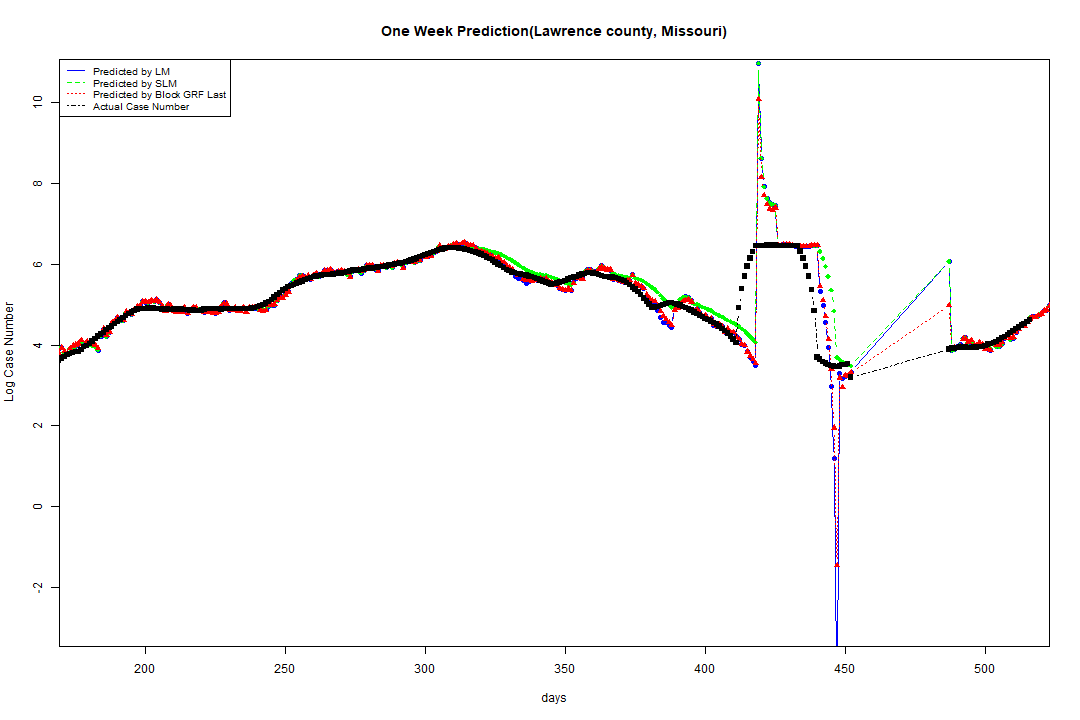 One Week Prediction(Lawrence county, Missouri)
Predicted by LM
Predicted by SLM
Predicted by Block GRF Last
Actual Case Number
Log Case Number
10
8
6
4
2
0
-2
200 250 300 350 400 450 500
days